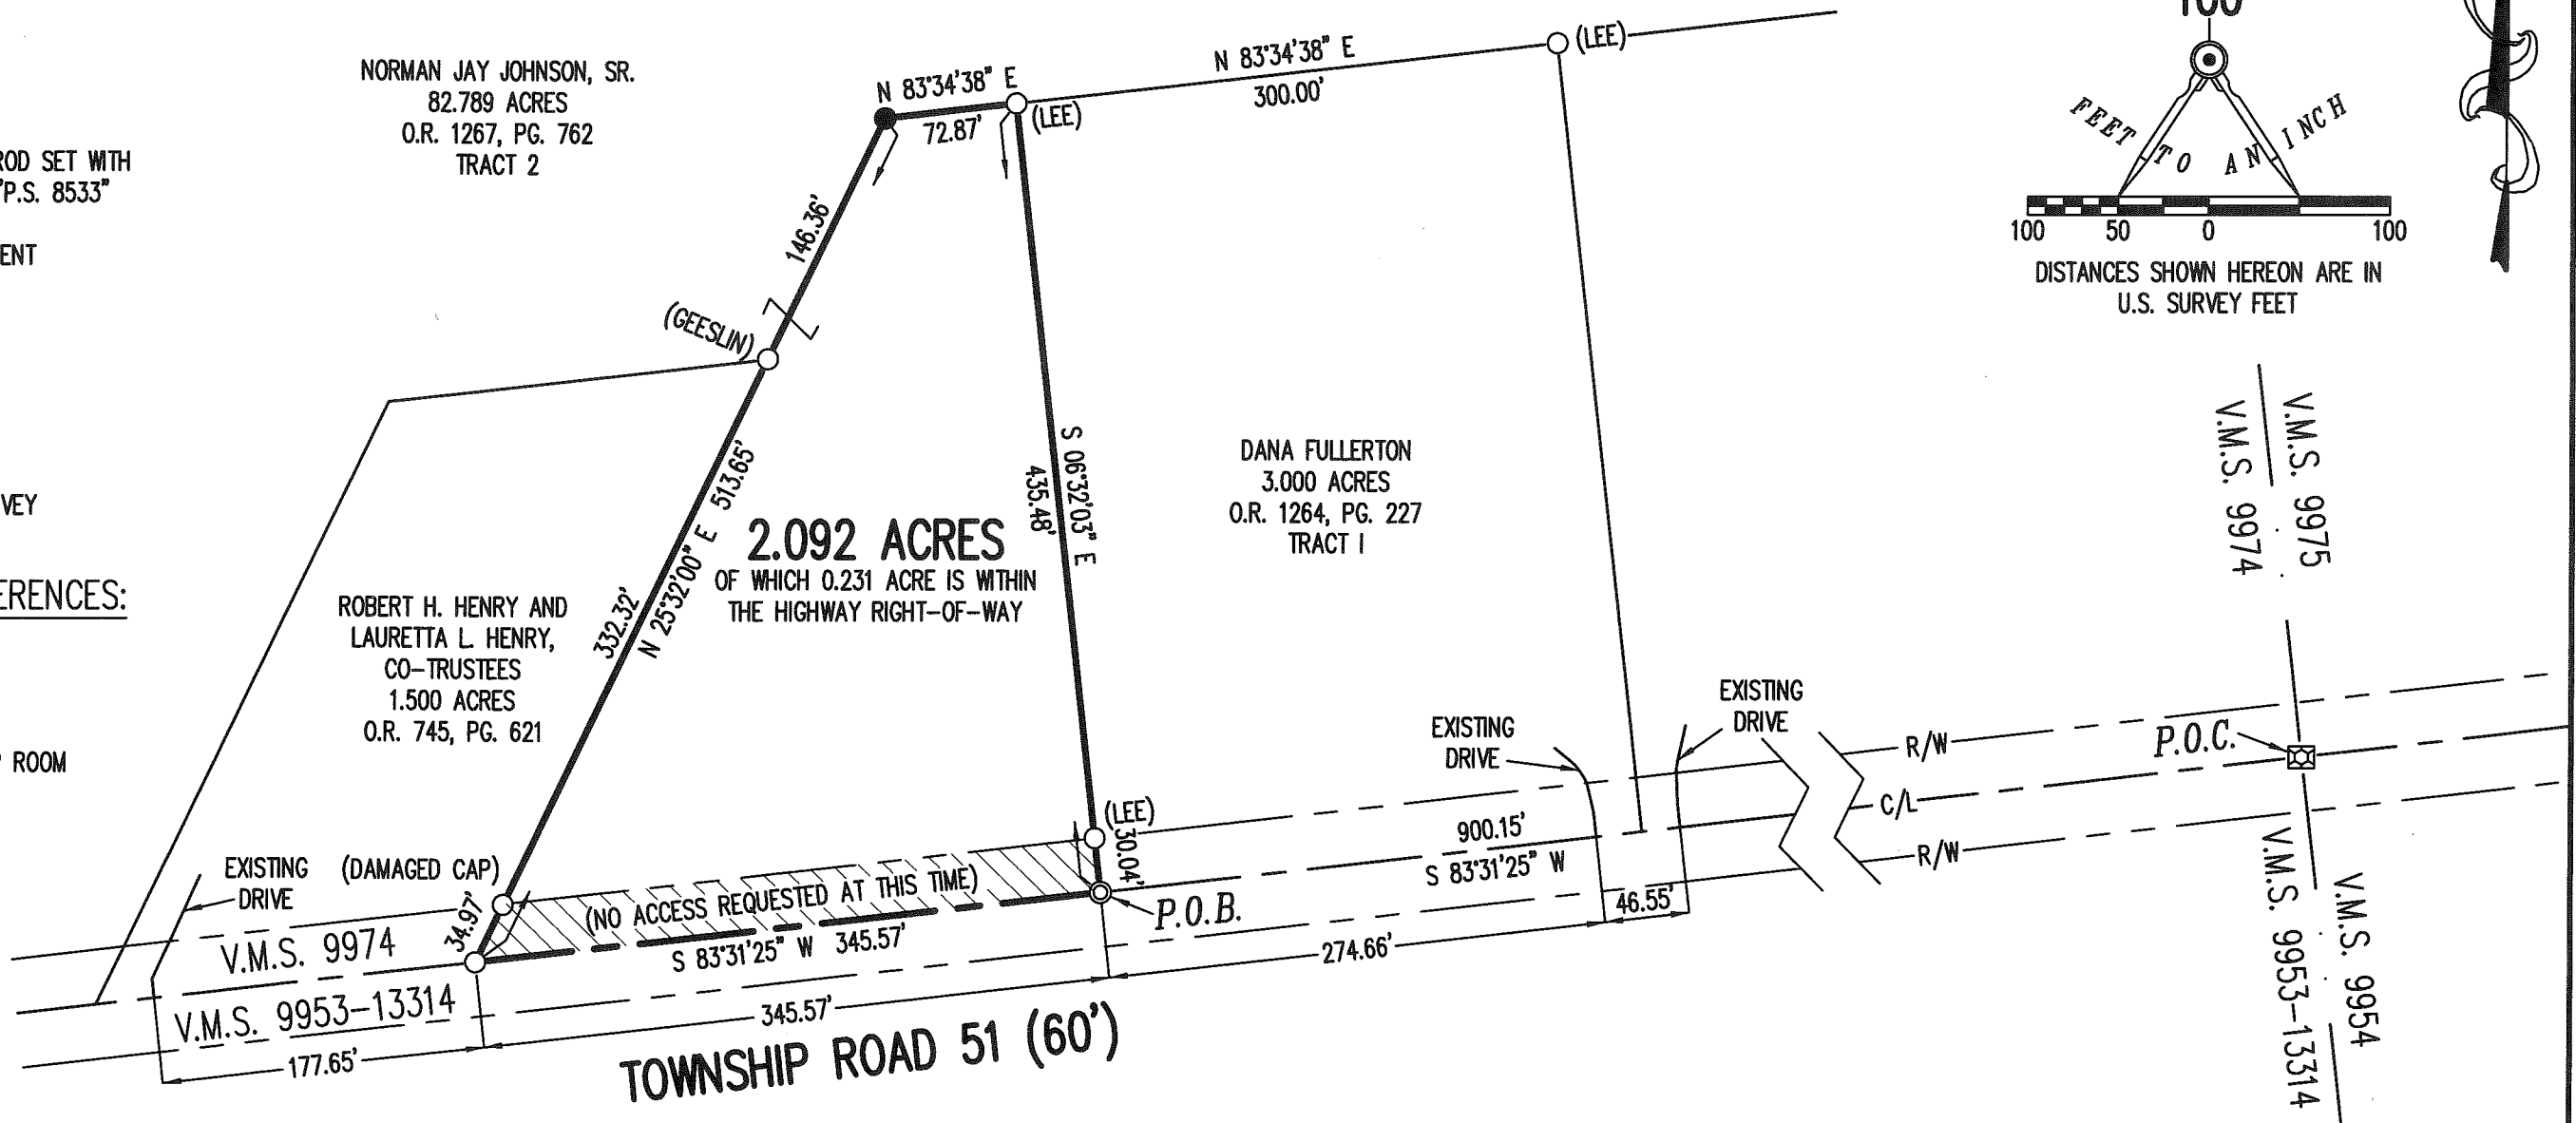 NORMAN JAY JOHNSON, SR.
82.789 ACRES
O.R. 1267, PG. 762
TRACT 2
N 83°34'38" E
72.87'
(LEE)
N 83°34'38" E
300.00'
(LEE)
100
FEET TO AN INCH
100 50 0 100
DISTANCES SHOWN HEREON ARE IN
U.S. SURVEY FEET
ROD SET WITH
"P.S. 8533"
ENT
VEY
ERENCES:
ROOM
146.36'
(GEESLIN)
332.32'
N 25°32'00" E 513.65'
S 06°32'03" E
435.48'
2.092 ACRES
OF WHICH 0.231 ACRE IS WITHIN
THE HIGHWAY RIGHT-OF-WAY
DANA FULLERTON
3.000 ACRES
O.R. 1264, PG. 227
TRACT I
ROBERT H. HENRY AND
LAURETTA L. HENRY,
CO-TRUSTEES
1.500 ACRES
O.R. 745, PG. 621
V.M.S. 9975
V.M.S. 9974
EXISTING
DRIVE
EXISTING
DRIVE
R/W
C/L
R/W
P.O.C.
(LEE)
30.04'
900.15'
S 83°31'25" W
P.O.B.
46.55'
274.66'
EXISTING
DRIVE
(DAMAGED CAP)
34.97'
(NO ACCESS REQUESTED AT THIS TIME)
S 83°31'25" W 345.57'
V.M.S. 9974
V.M.S. 9953-13314
177.65'
345.57'
TOWNSHIP ROAD 51 (60')
V.M.S. 9954
V.M.S. 9953-13314